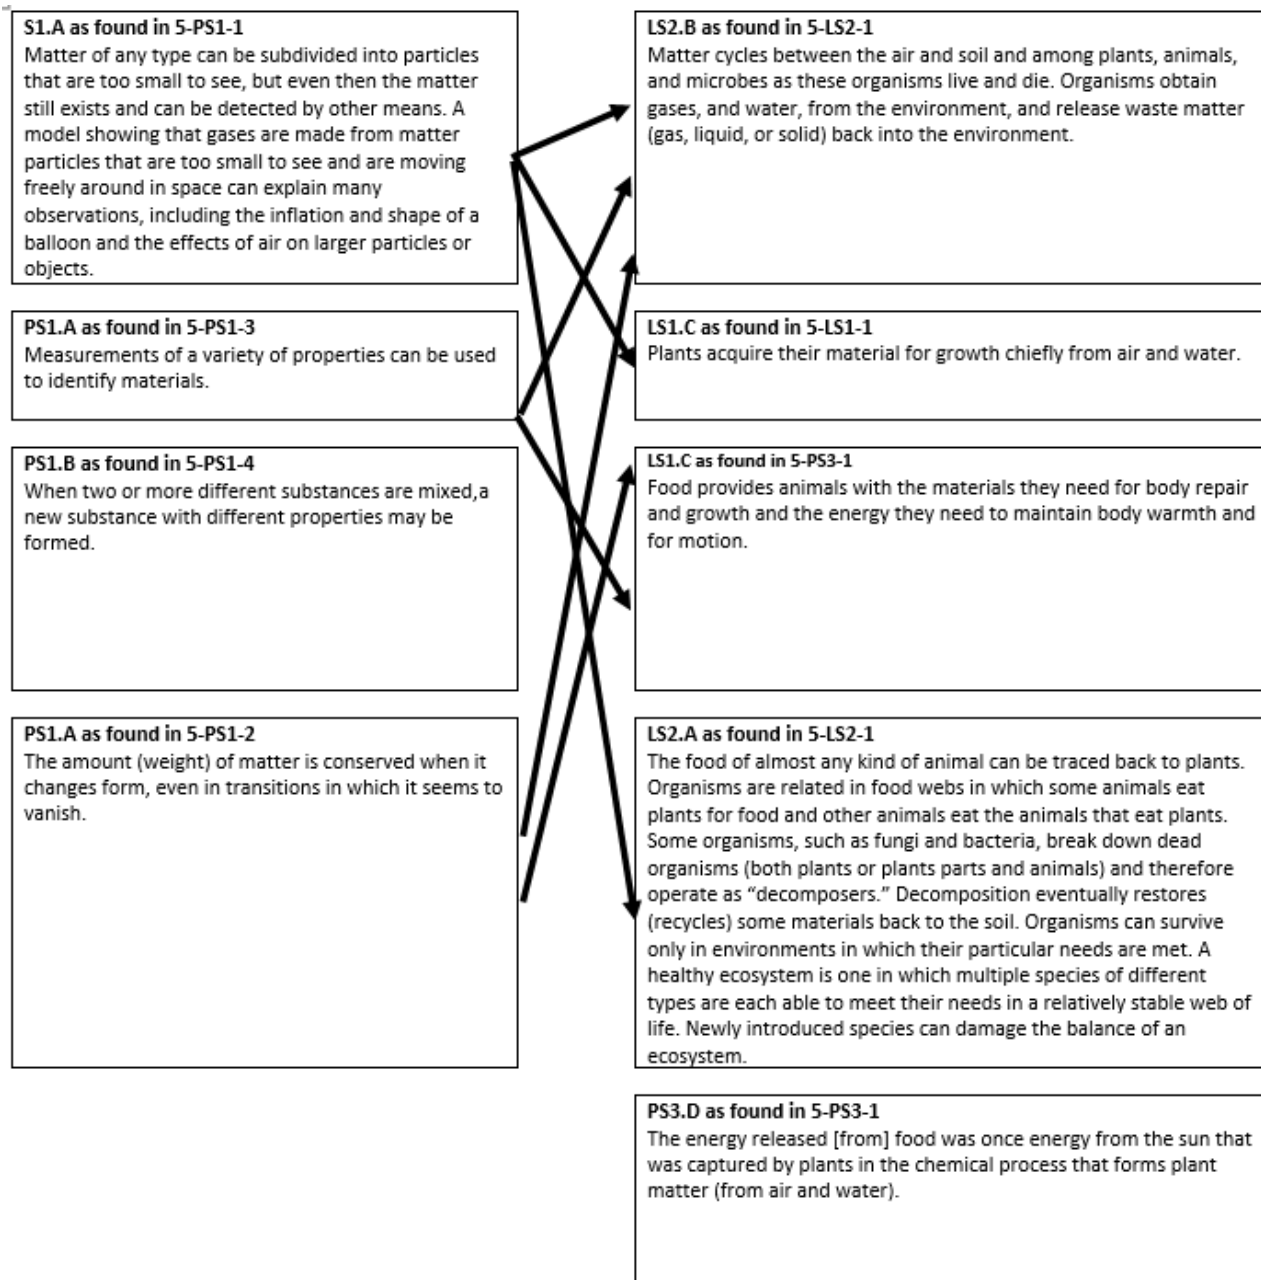 S1.A as found in 5-PS1-1
Matter of any type can be subdivided into particles
that are too small to see, but even then the matter
still exists and can be detected by other means. A
model showing that gases are made from matter
particles that are too small to see and are moving
freely around in space can explain many
observations, including the inflation and shape of a
balloon and the effects of air on larger particles or
objects.
PS1.A as found in 5-PS1-3
Measurements of a variety of properties can be used
to identify materials.
PS1.B as found in 5-PS1-4
When two or more different substances are mixed,a
new substance with different properties may be
formed.
PS1.A as found in 5-PS1-2
The amount (weight) of matter is conserved when it
changes form, even in transitions in which it seems to
vanish.
LS2.B as found in 5-LS2-1
Matter cycles between the air and soil and among plants, animals,
and microbes as these organisms live and die. Organisms obtain
gases, and water, from the environment, and release waste matter
(gas, liquid, or solid) back into the environment.
LS1.C as found in 5-LS1-1
Plants acquire their material for growth chiefly from air and water.
LS1.C as found in 5-PS3-1
Food provides animals with the materials they need for body repair
and growth and the energy they need to maintain body warmth and
for motion.
LS2.A as found in 5-LS2-1
The food of almost any kind of animal can be traced back to plants.
Organisms are related in food webs in which some animals eat
plants for food and other animals eat the animals that eat plants.
Some organisms, such as fungi and bacteria, break down dead
organisms (both plants or plants parts and animals) and therefore
operate as “decomposers.” Decomposition eventually restores
(recycles) some materials back to the soil. Organisms can survive
only in environments in which their particular needs are met. A
healthy ecosystem is one in which multiple species of different
types are each able to meet their needs in a relatively stable web of
life. Newly introduced species can damage the balance of an
ecosystem.
PS3.D as found in 5-PS3-1
The energy released [from] food was once energy from the sun that
was captured by plants in the chemical process that forms plant
matter (from air and water).